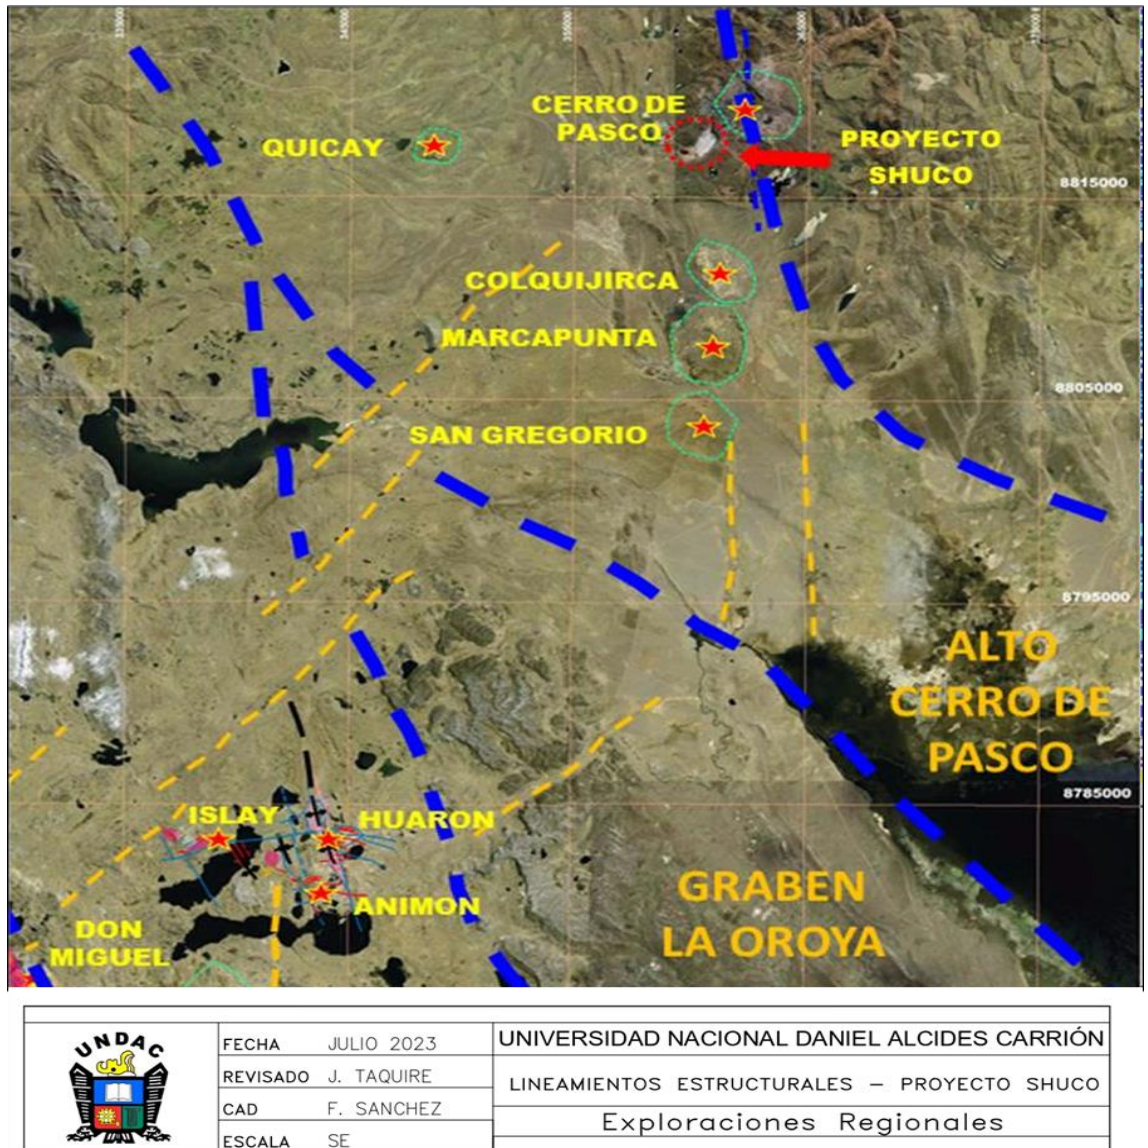 CERRO DE
PASCO
QUICAY
PROYECTO
SHUCO
8815000
COLQUIJIRCA
MARCAPUNTA
8805000
SAN GREGORIO
8795000
ALTO
CERRO DE
PASCO
8785000
ISLAY
HUARON
ANIMON
GRABEN
LA OROYA
DON
MIGUEL
UNDAC
FECHA JULIO 2023
REVISADO J. TAQUIRE
CAD F. SANCHEZ
ESCALA SE
UNIVERSIDAD NACIONAL DANIEL ALCIDES CARRIÓN
LINEAMIENTOS ESTRUCTURALES – PROYECTO SHUCO
Exploraciones Regionales